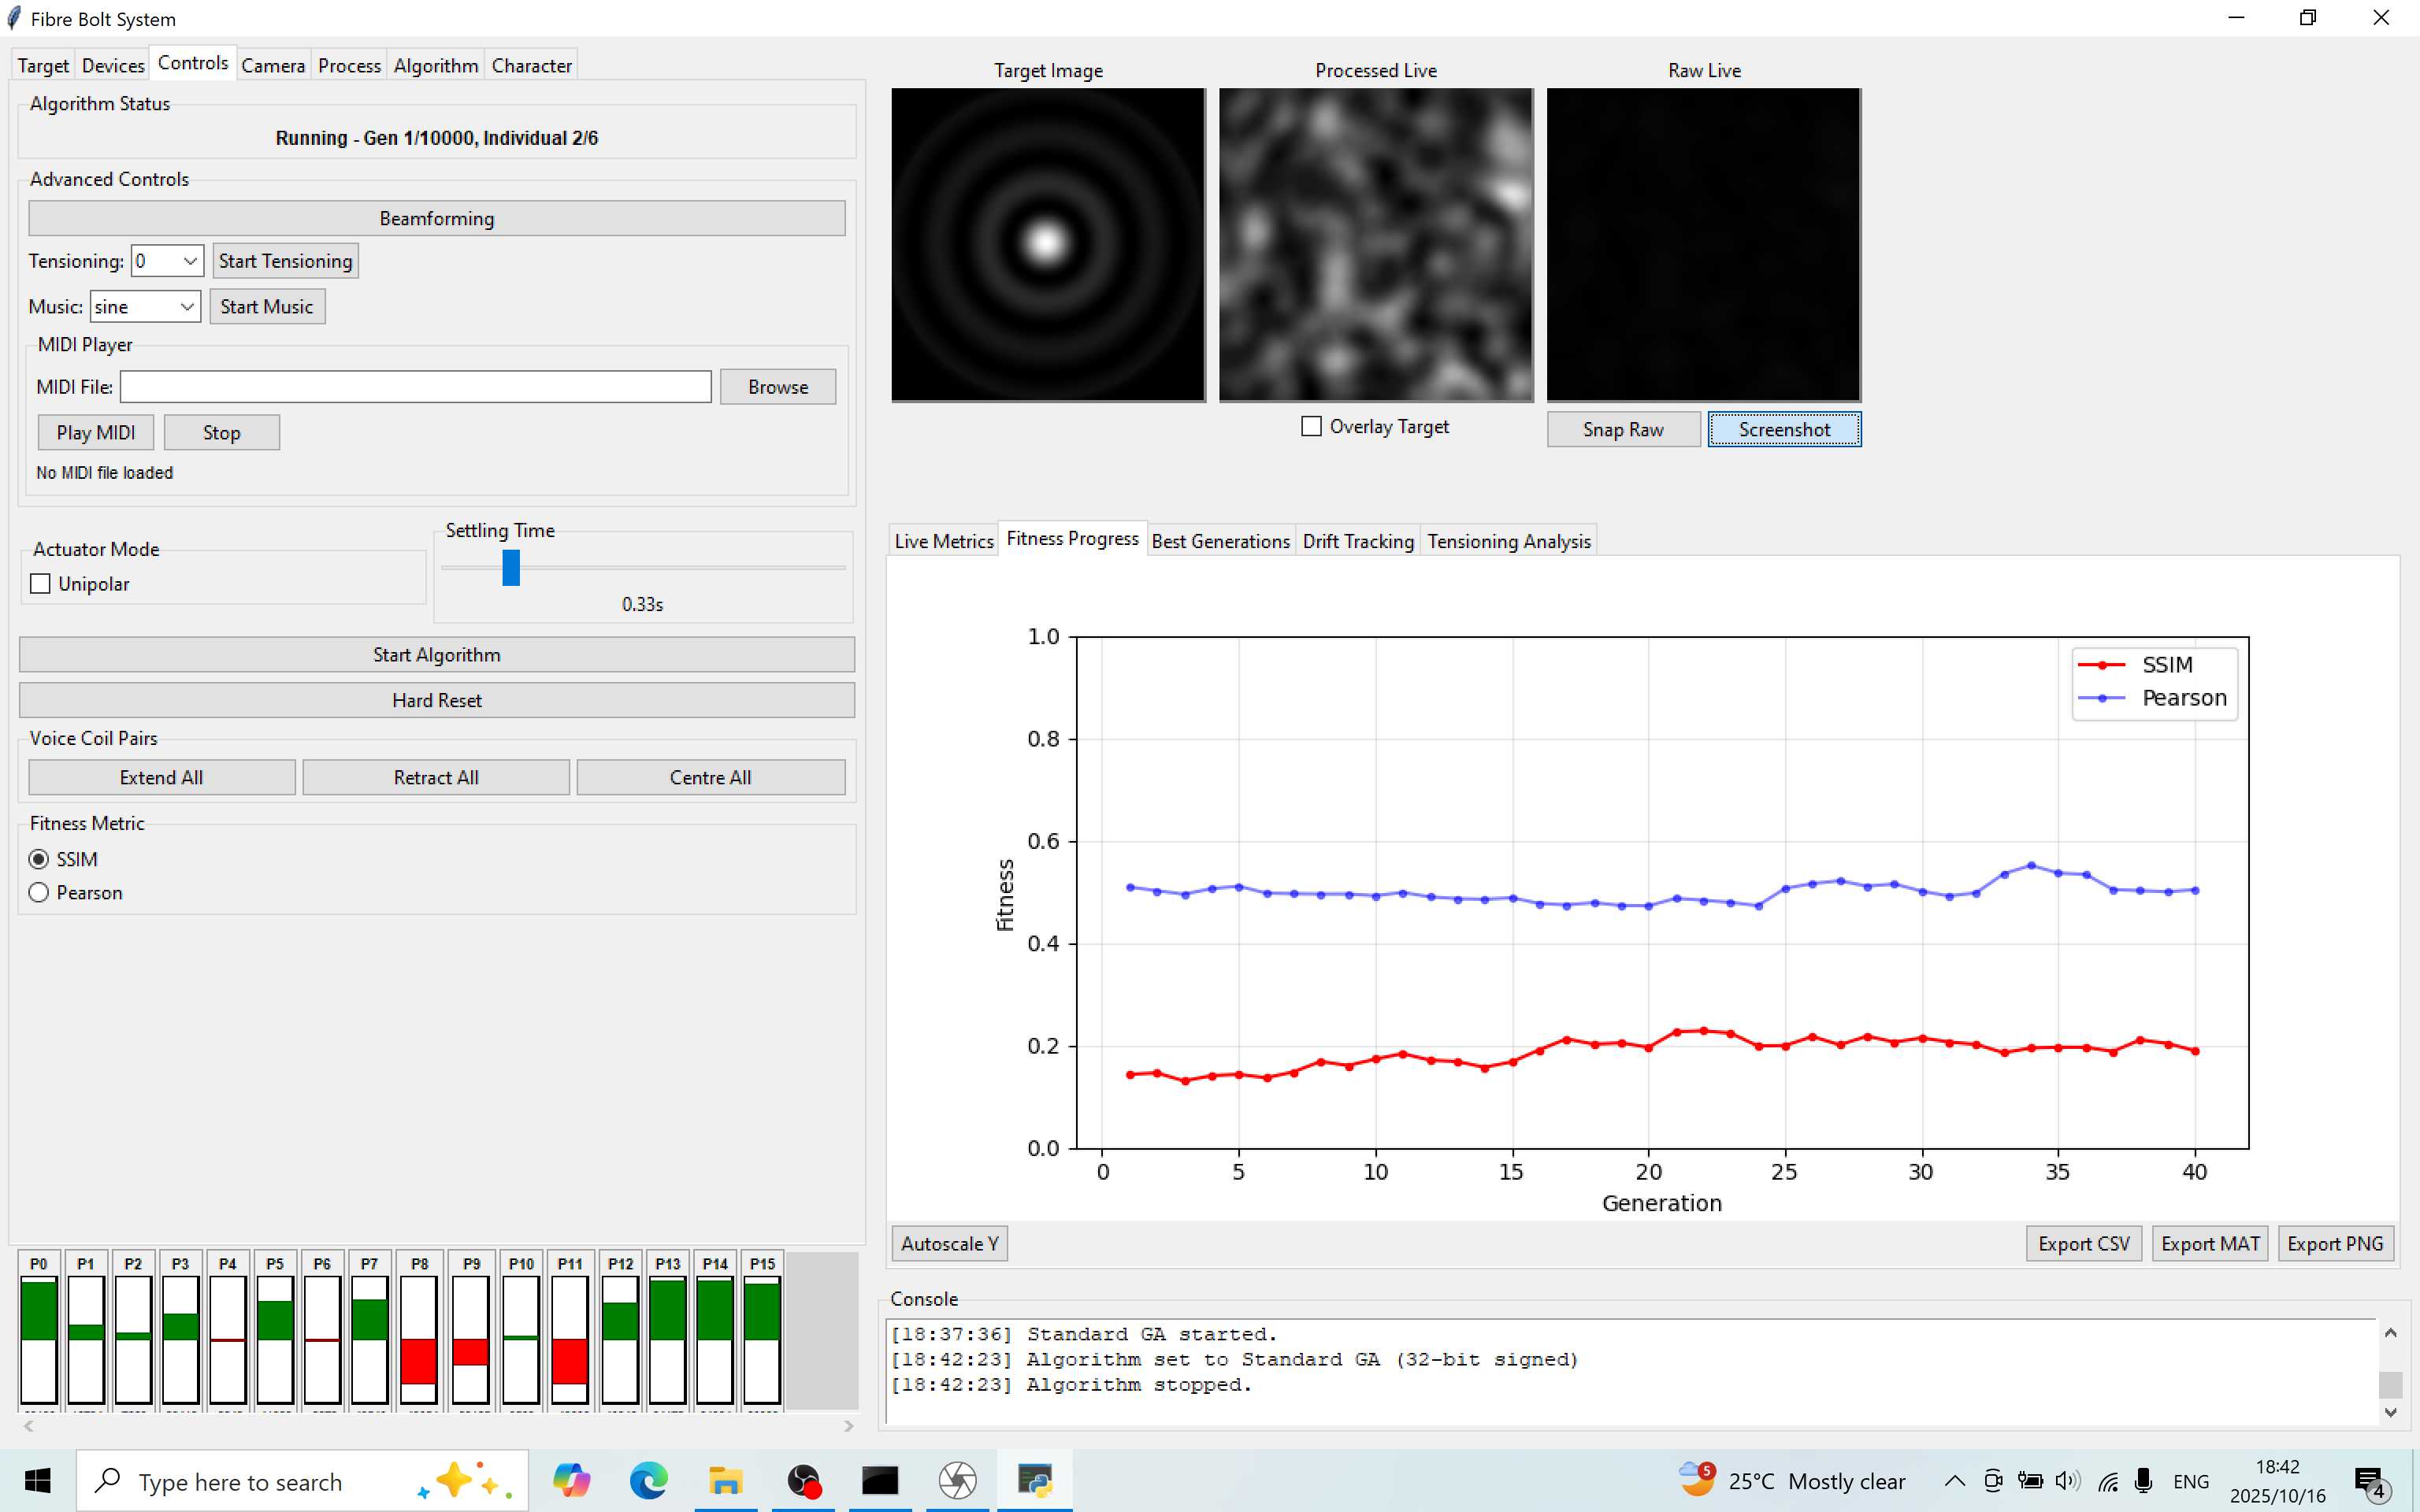 Fibre Bolt System
Target Devices Controls Camera Process Algorithm Character
Algorithm Status
Running - Gen 1/10000, Individual 2/6
Advanced Controls
Beamforming
Tensioning: 0 Start Tensioning
Music: sine Start Music
MIDI Player
MIDI File: Browse
Play MIDI Stop
No MIDI file loaded
Actuator Mode
Unipolar
Settling Time
0.33s
Start Algorithm
Hard Reset
Voice Coil Pairs
Extend All Retract All Centre All
Fitness Metric
SSIM
Pearson
P0 P1 P2 P3 P4 P5 P6 P7 P8 P9 P10 P11 P12 P13 P14 P15
Target Image Processed Live Raw Live
Overlay Target Snap Raw Screenshot
Live Metrics Fitness Progress Best Generations Drift Tracking Tensioning Analysis
1.0
0.8
0.6
0.4
0.2
0.0
Fitness
SSIM
Pearson
0 5 10 15 20 25 30 35 40
Generation
Autoscale Y Export CSV Export MAT Export PNG
Console
[18:37:36] Standard GA started.
[18:42:23] Algorithm set to Standard GA (32-bit signed)
[18:42:23] Algorithm stopped.
Type here to search
5
25°C Mostly clear
ENG
18:42
2025/10/16
4